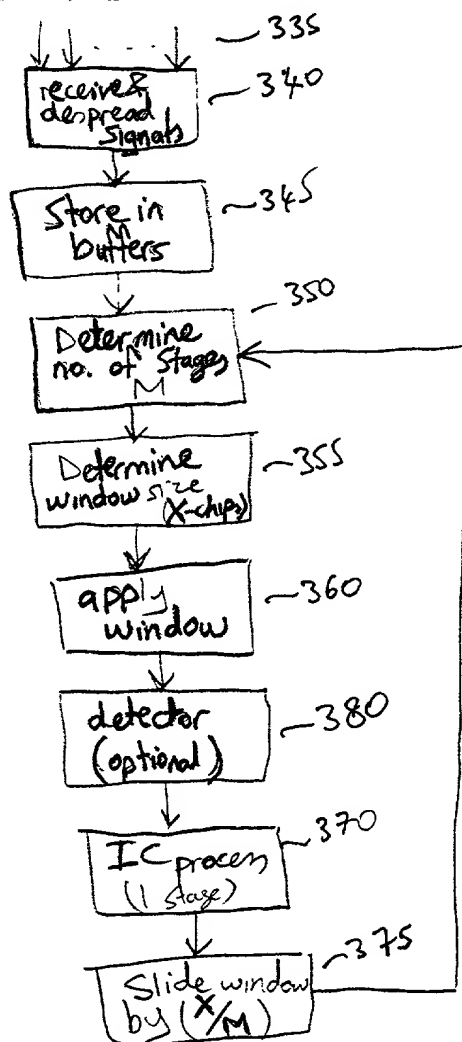 335
receive &
despread
Signals
340
Store in
buffers
345
Determine
no. of Stages
M
350
Determine
window size
(X-chips)
355
apply
window
360
detector
(optional)
380
IC process
(1 stage)
370
Slide window
by (X/M)
375